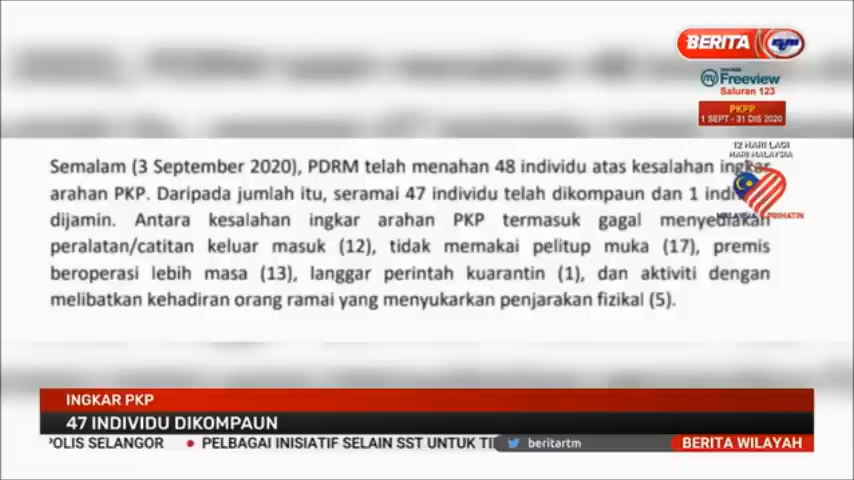 BERITA
Freeview
Saluran 123
PKPP
1 SEPT - 31 DIS 2020
12 HARI LAGI
HARI MALAYSIA
MALAYSIA PRIHATIN
Semalam (3 September 2020), PDRM telah menahan 48 individu atas kesalahan ingkar
arahan PKP. Daripada jumlah itu, seramai 47 individu telah dikompaun dan 1
dijamin. Antara kesalahan ingkar arahan PKP termasuk gagal menyediakan
peralatan/catitan keluar masuk (12), tidak memakai pelitup muka (17), premis
beroperasi lebih masa (13), langgar perintah kuarantin (1), dan aktiviti dengan
melibatkan kehadiran orang ramai yang menyukarkan penjarakan fizikal (5).
INGKAR PKP
47 INDIVIDU DIKOMPAUN
POLIS SELANGOR • PELBAGAI INISIATIF SELAIN SST UNTUK beritartm BERITA WILAYAH